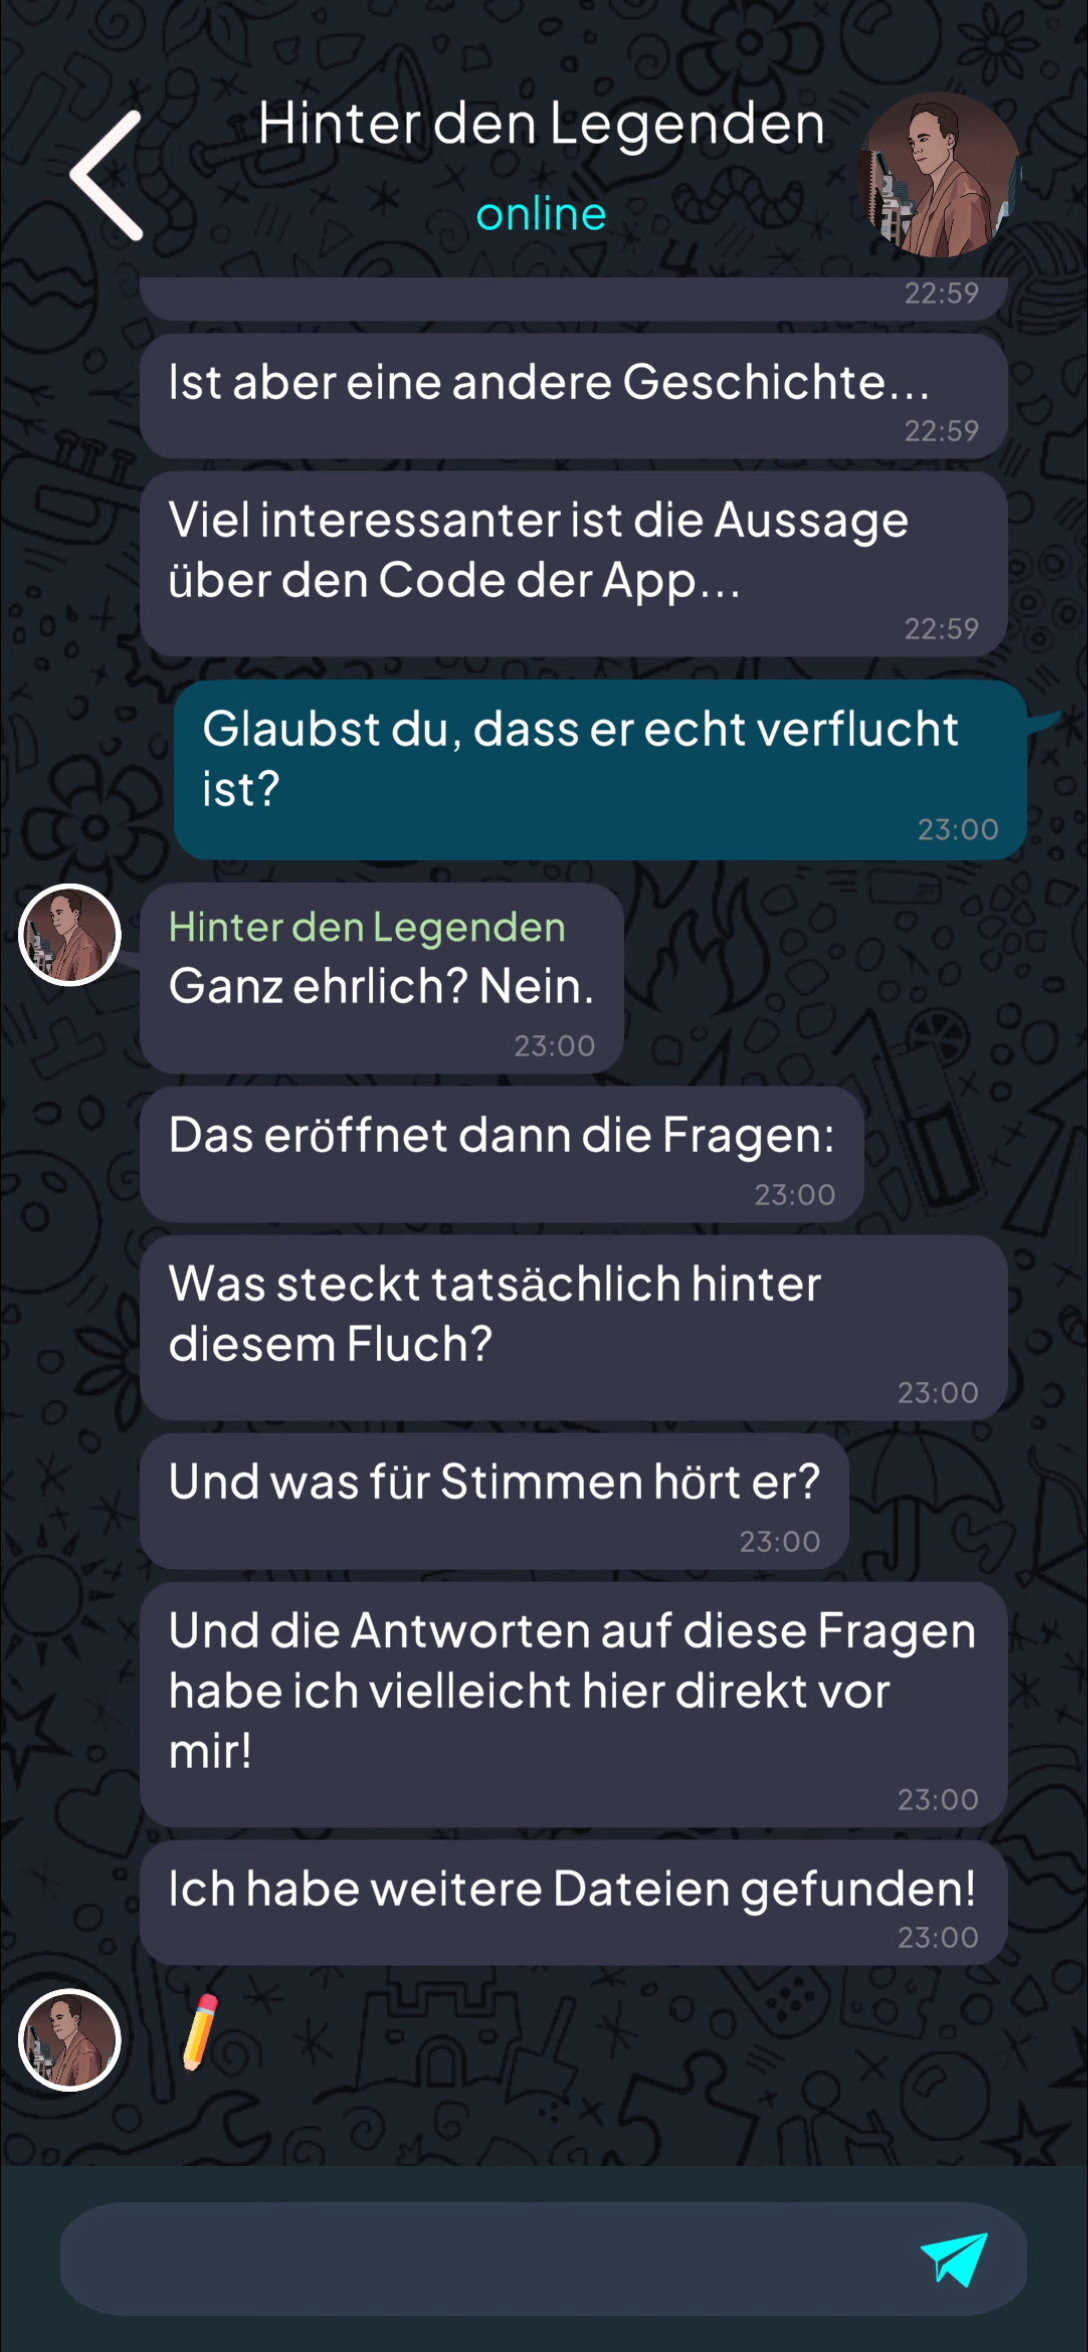 Hinter den Legenden
online
22:59
Ist aber eine andere Geschichte...
22:59
Viel interessanter ist die Aussage
über den Code der App...
22:59
Glaubst du, dass er echt verflucht
ist?
23:00
Hinter den Legenden
Ganz ehrlich? Nein.
23:00
Das eröffnet dann die Fragen:
23:00
Was steckt tatsächlich hinter
diesem Fluch?
23:00
Und was für Stimmen hört er?
23:00
Und die Antworten auf diese Fragen
habe ich vielleicht hier direkt vor
mir!
23:00
Ich habe weitere Dateien gefunden!
23:00